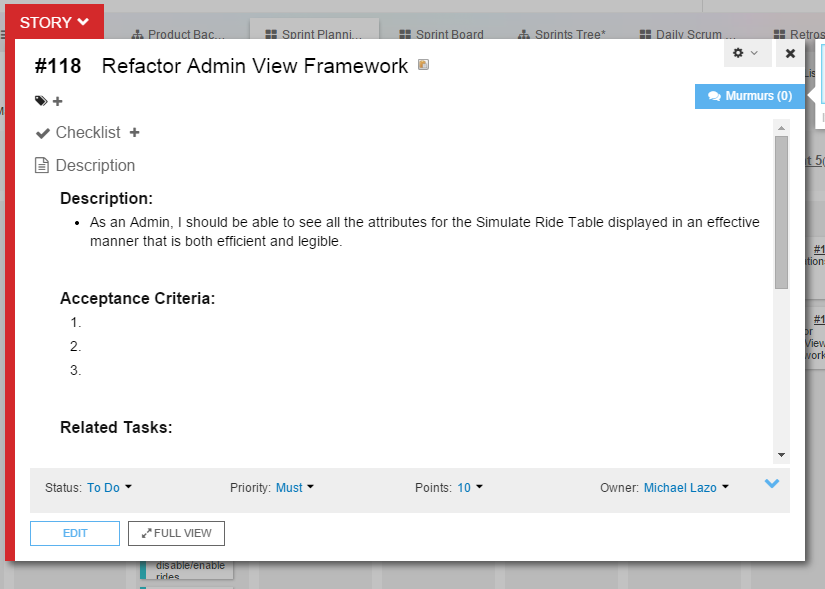 STORY
Product Bac...
Sprint Planni...
Sprint Board
Sprints Tree*
Daily Scrum ...
Retros
#118 Refactor Admin View Framework
Murmurs (0)
Checklist
Description
Description:
• As an Admin, I should be able to see all the attributes for the Simulate Ride Table displayed in an effective
manner that is both efficient and legible.
Acceptance Criteria:
1.
2.
3.
Related Tasks:
Status: To Do
Priority: Must
Points: 10
Owner: Michael Lazo
EDIT
FULL VIEW
disable/enable
rides